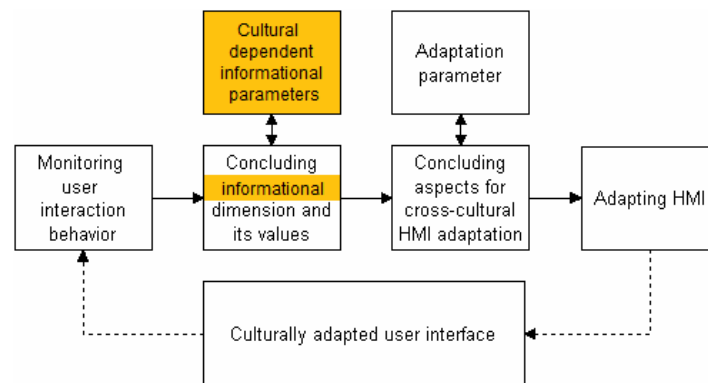 Cultural
dependent
informational
parameters
Adaptation
parameter
Monitoring
user
interaction
behavior
Concluding
informational
dimension and
its values
Concluding
aspects for
cross-cultural
HMI adaptation
Adapting HMI
Culturally adapted user interface